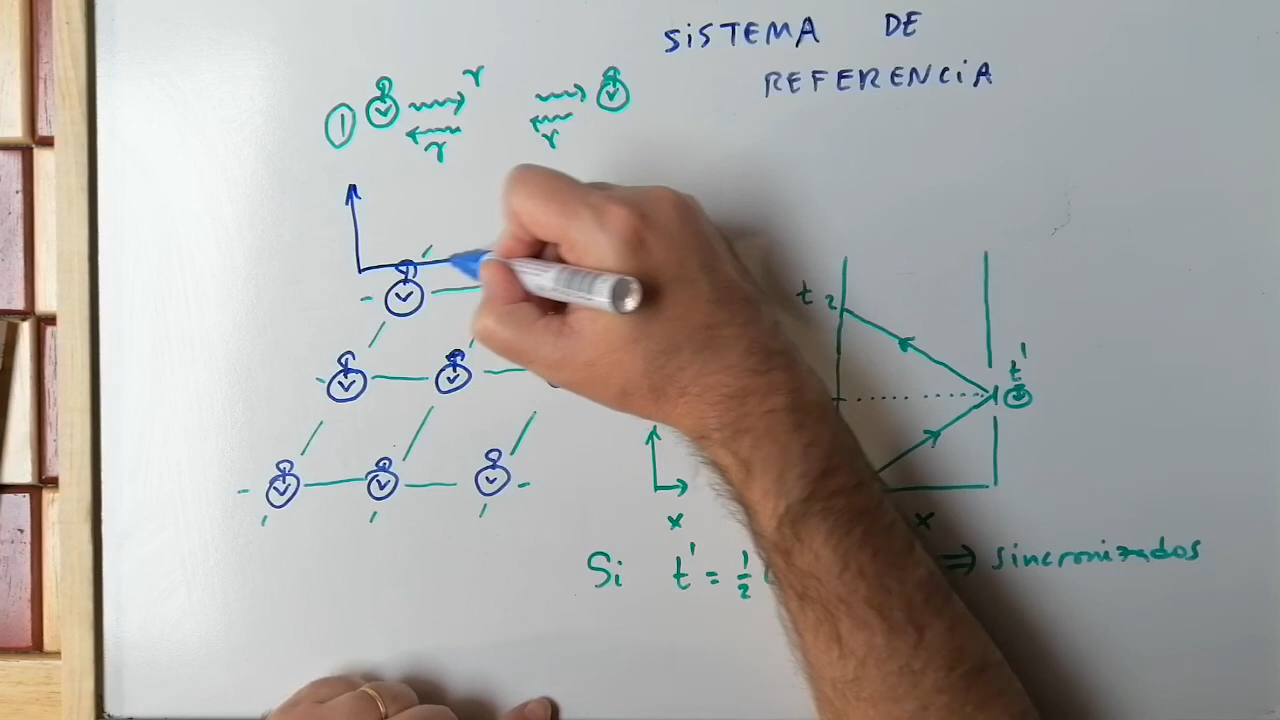 SISTEMA DE
REFERENCIA
①
γ
γ
γ
t₂
t'
x
x
Si t' = ½ ( ⇒ sincronizados